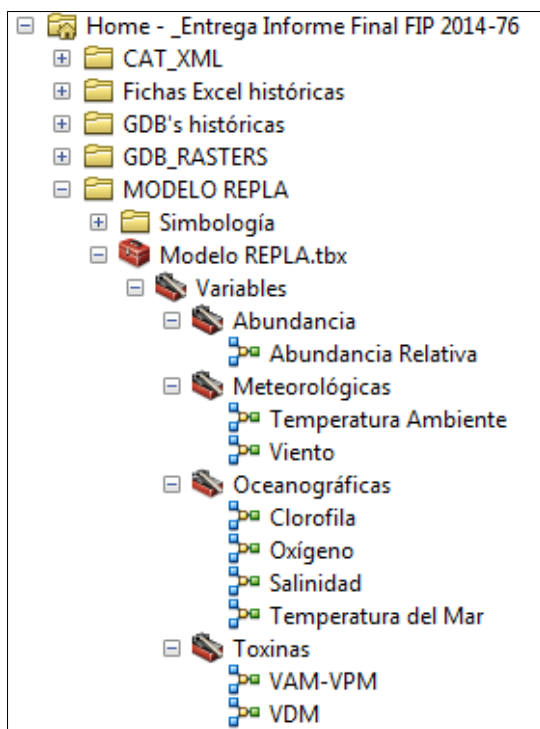 Home - _Entrega Informe Final FIP 2014-76
CAT_XML
Fichas Excel históricas
GDB's históricas
GDB_RASTERS
MODELO REPLA
Simbología
Modelo REPLA.tbx
Variables
Abundancia
Abundancia Relativa
Meteorológicas
Temperatura Ambiente
Viento
Oceanográficas
Clorofila
Oxígeno
Salinidad
Temperatura del Mar
Toxinas
VAM-VPM
VDM